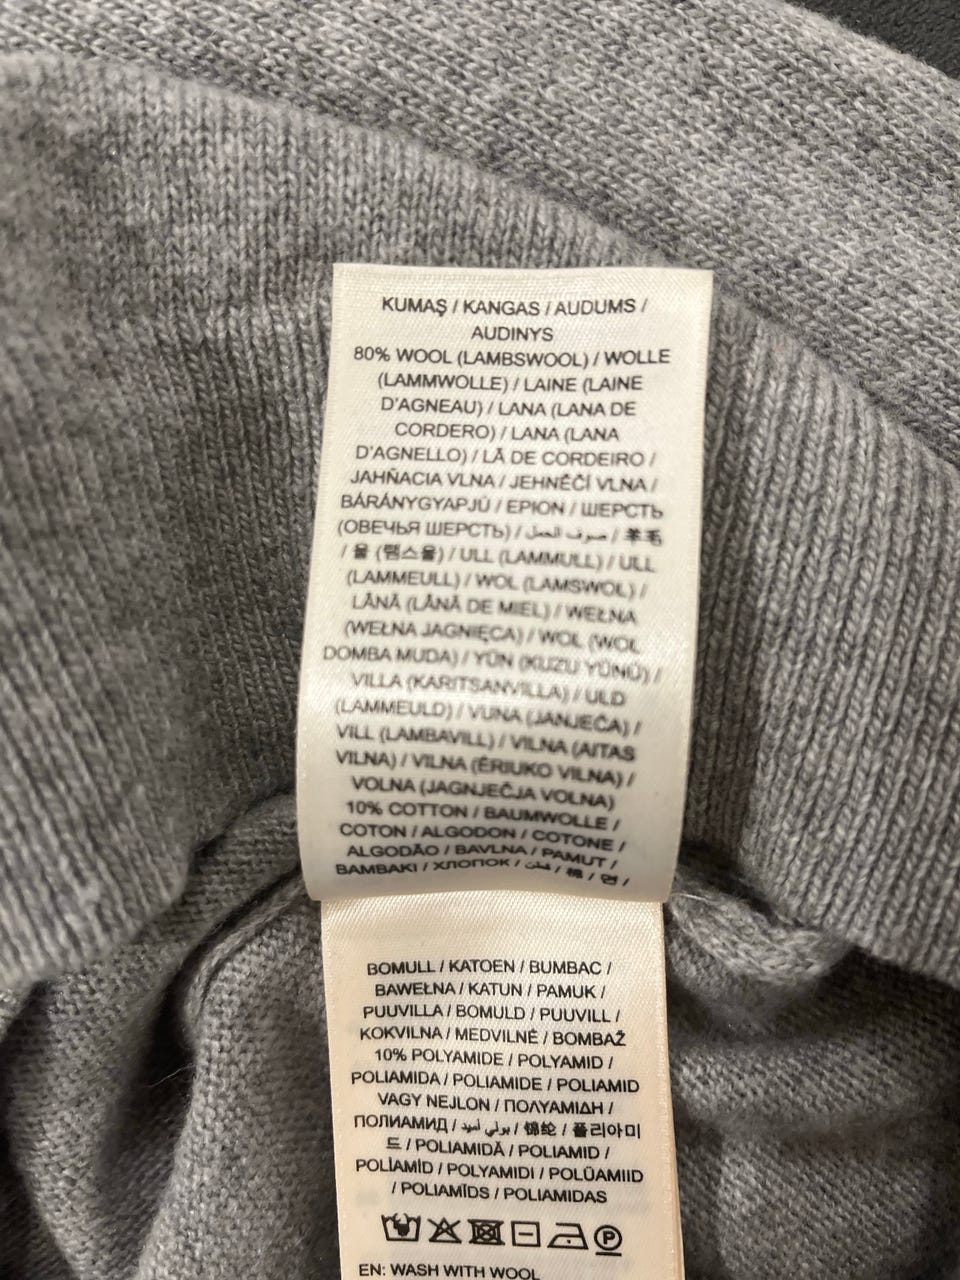 KUMAŞ / KANGAS / AUDUMS /
AUDINYS
80% WOOL (LAMBSWOOL) / WOLLE
(LAMMWOLLE) / LAINE (LAINE
D'AGNEAU) / LANA (LANA DE
CORDERO) / LANA (LANA
D'AGNELLO) / LÃ DE CORDEIRO /
JAHŇACIA VLNA / JEHNĚČÍ VLNA /
BÁRÁNYGYAPJÚ / ΕΡΙΟΝ / ШЕРСТЬ
(ОВЕЧЬЯ ШЕРСТЬ) / صوف الحمل / 羊毛
/ 울 (램스울) / ULL (LAMMULL) / ULL
(LAMMEULL) / WOL (LAMSWOL) /
LÂNĂ (LÂNĂ DE MIEL) / WEŁNA
(WEŁNA JAGNIĘCA) / WOL (WOL
DOMBA MUDA) / YÜN (KUZU YÜNÜ) /
VILLA (KARITSANVILLA) / ULD
(LAMMEULD) / VUNA (JANJEĆA) /
VILL (LAMBAVILL) / VILNA (AITAS
VILNA) / VILNA (ĖRIUKO VILNA) /
VOLNA (JAGNJEČJA VOLNA)
10% COTTON / BAUMWOLLE /
COTON / ALGODON / COTONE /
ALGODÃO / BAVLNA / PAMUT /
ΒΑΜΒΑΚΙ / ХЛОПОК / قطن / 棉 / 면 /
BOMULL / KATOEN / BUMBAC /
BAWEŁNA / KATUN / PAMUK /
PUUVILLA / BOMULD / PUUVILL /
KOKVILNA / MEDVILNĖ / BOMBAŽ
10% POLYAMIDE / POLYAMID /
POLIAMIDA / POLIAMIDE / POLIAMID
VAGY NEJLON / ΠΟΛΥΑΜΙΔΗ /
ПОЛИАМИД / بولي أميد / 锦纶 / 폴리아미
드 / POLIAMIDĂ / POLIAMID /
POLİAMİD / POLYAMIDI / POLÜAMIID
/ POLIAMĪDS / POLIAMIDAS
P
EN: WASH WITH WOOL